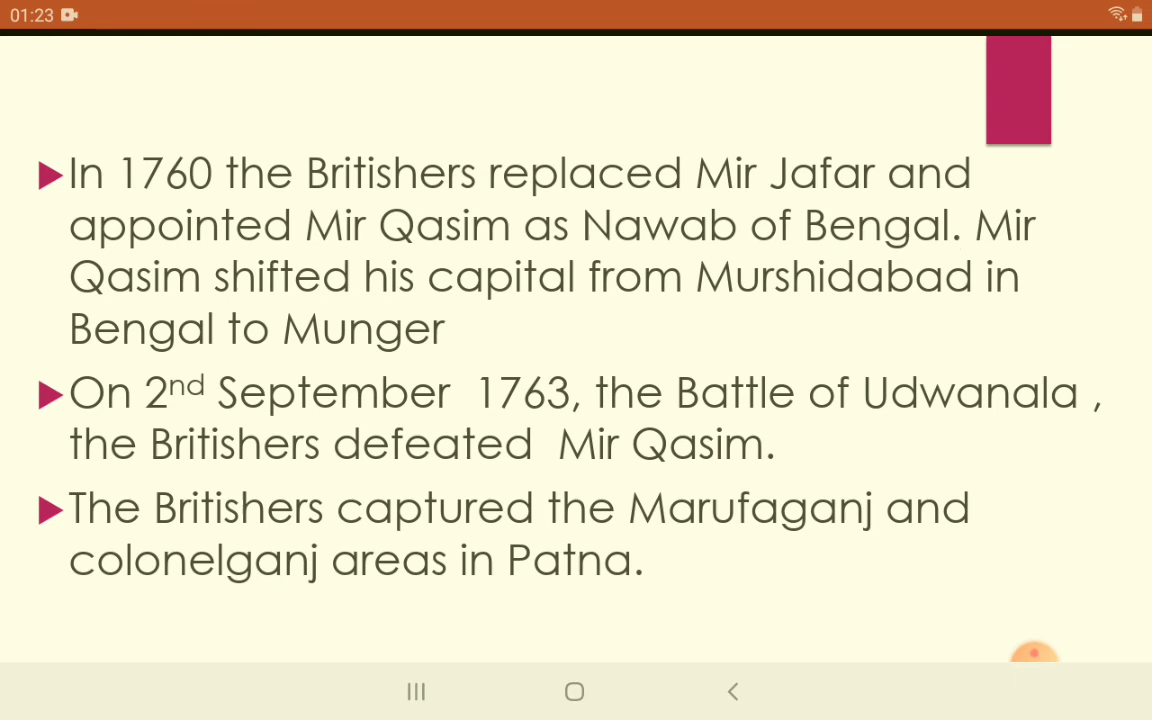 01:23
In 1760 the Britishers replaced Mir Jafar and
appointed Mir Qasim as Nawab of Bengal. Mir
Qasim shifted his capital from Murshidabad in
Bengal to Munger
On 2nd September  1763, the Battle of Udwanala ,
the Britishers defeated  Mir Qasim.
The Britishers captured the Marufaganj and
colonelganj areas in Patna.